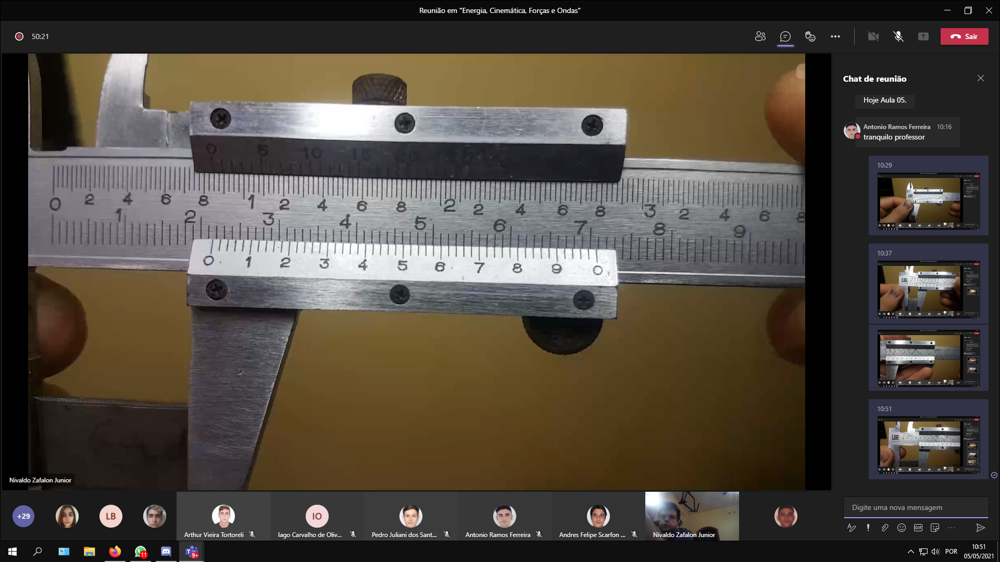 Reunião em "Energia, Cinemática, Forças e Ondas"
50:21
Sair
Chat de reunião
Hoje Aula 05.
Antonio Ramos Ferreira 10:16
tranquilo professor
10:29
10:37
10:51
0 5 10 15 20
0 2 4 6 8 1 2 4 6 8 2 2 4 6 8 3 2 4 6 8
1 2 3 4 5 6 7 8 9
0 1 2 3 4 5 6 7 8 9 0
Nivaldo Zafalon Junior
+29
LB
IO
Arthur Vieira Tortoreli
Iago Carvalho de Oliv...
Pedro Juliani dos Sant...
Antonio Ramos Ferreira
Andres Felipe Scarfon ...
Nivaldo Zafalon Junior
Digite uma nova mensagem
GIF
11
9+
POR
10:51
05/05/2021